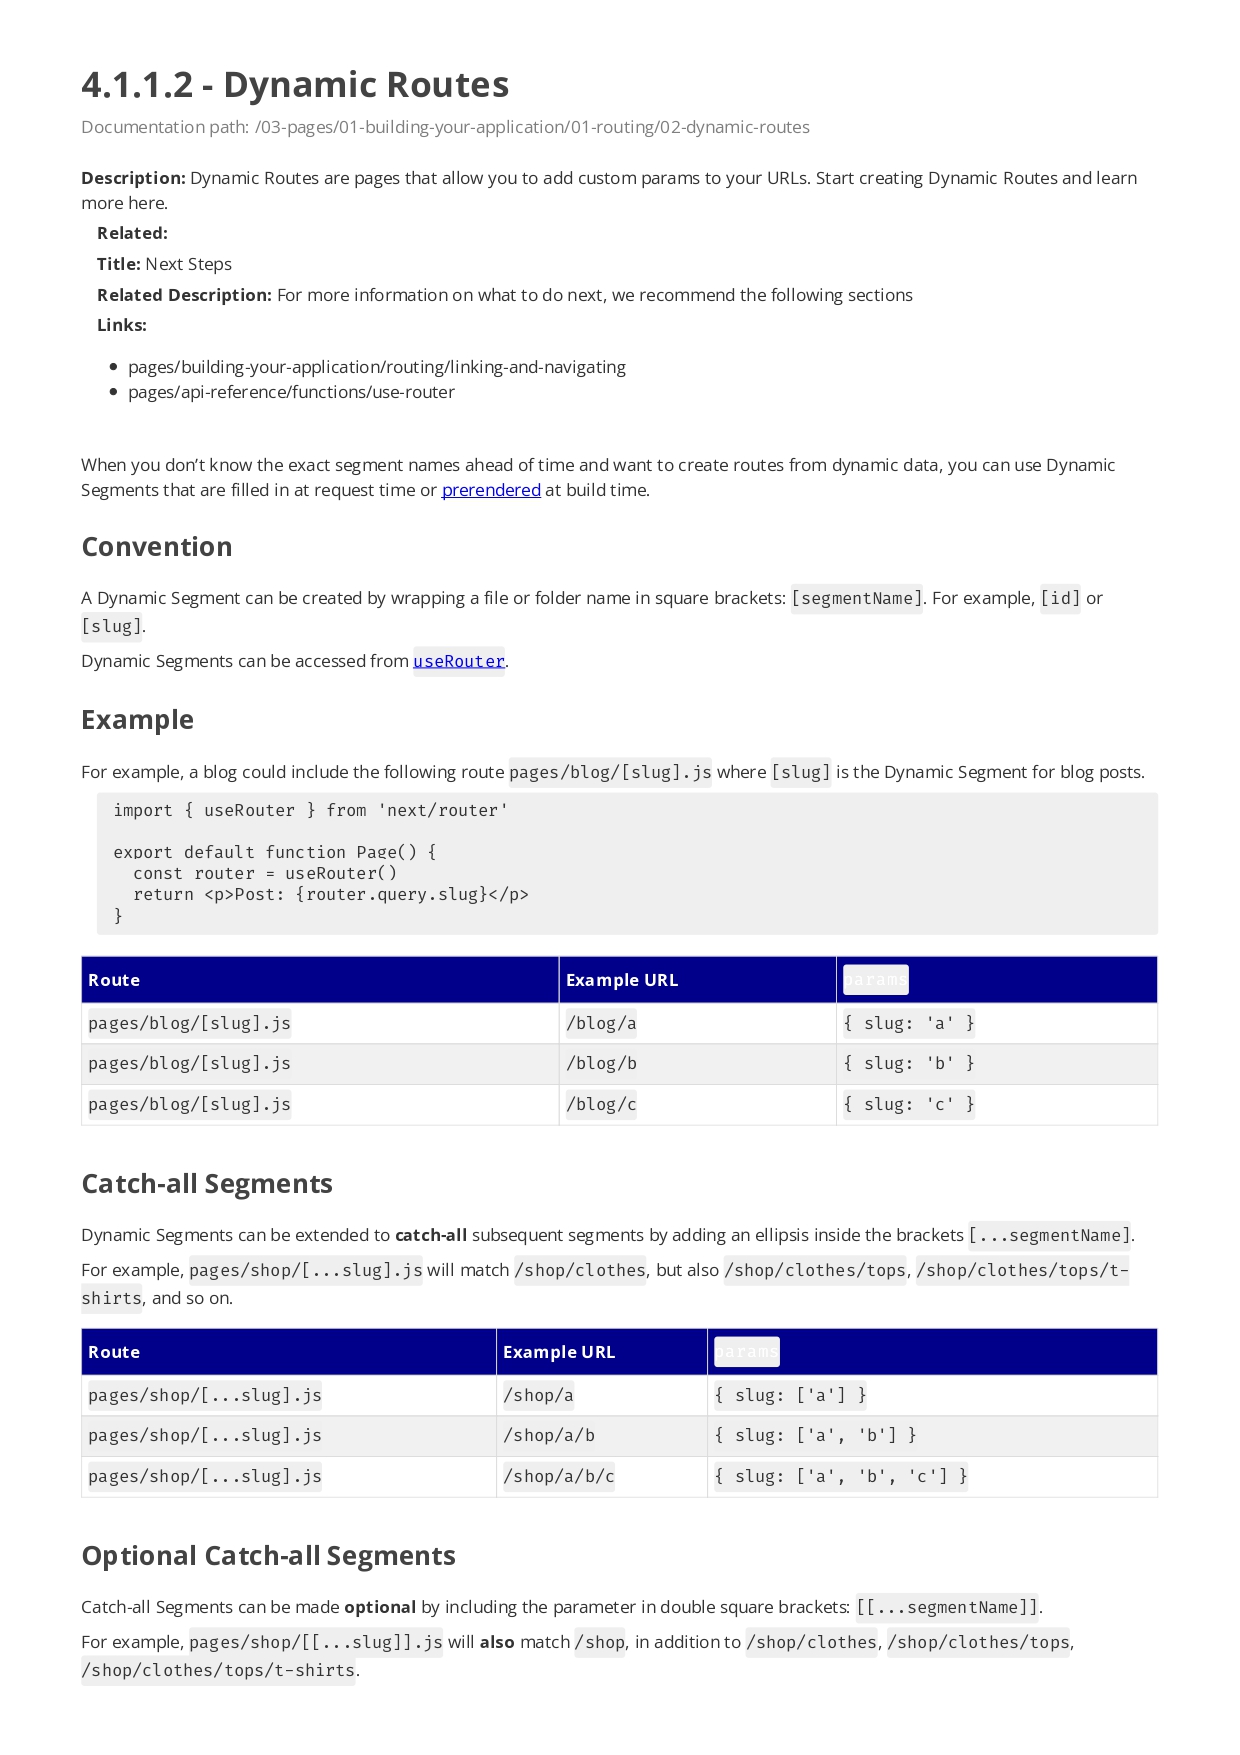 4.1.1.2 - Dynamic Routes
Documentation path: /03-pages/01-building-your-application/01-routing/02-dynamic-routes
Description: Dynamic Routes are pages that allow you to add custom params to your URLs. Start creating Dynamic Routes and learn
more here.
Related:
Title: Next Steps
Related Description: For more information on what to do next, we recommend the following sections
Links:
• pages/building-your-application/routing/linking-and-navigating
• pages/api-reference/functions/use-router
When you don’t know the exact segment names ahead of time and want to create routes from dynamic data, you can use Dynamic
Segments that are filled in at request time or prerendered at build time.
Convention
A Dynamic Segment can be created by wrapping a file or folder name in square brackets: [segmentName]. For example, [id] or
[slug].
Dynamic Segments can be accessed from useRouter.
Example
For example, a blog could include the following route pages/blog/[slug].js where [slug] is the Dynamic Segment for blog posts.
import { useRouter } from 'next/router'
export default function Page() {
  const router = useRouter()
  return <p>Post: {router.query.slug}</p>
}
Route Example URL params
pages/blog/[slug].js /blog/a { slug: 'a' }
pages/blog/[slug].js /blog/b { slug: 'b' }
pages/blog/[slug].js /blog/c { slug: 'c' }
Catch-all Segments
Dynamic Segments can be extended to catch-all subsequent segments by adding an ellipsis inside the brackets [...segmentName].
For example, pages/shop/[...slug].js will match /shop/clothes, but also /shop/clothes/tops, /shop/clothes/tops/t-
shirts, and so on.
Route Example URL params
pages/shop/[...slug].js /shop/a { slug: ['a'] }
pages/shop/[...slug].js /shop/a/b { slug: ['a', 'b'] }
pages/shop/[...slug].js /shop/a/b/c { slug: ['a', 'b', 'c'] }
Optional Catch-all Segments
Catch-all Segments can be made optional by including the parameter in double square brackets: [[...segmentName]].
For example, pages/shop/[[...slug]].js will also match /shop, in addition to /shop/clothes, /shop/clothes/tops,
/shop/clothes/tops/t-shirts.